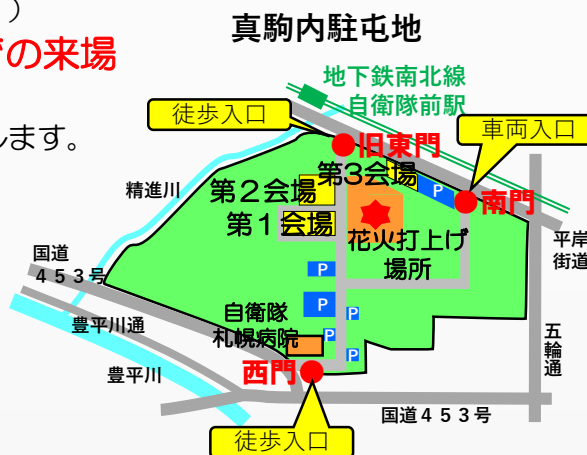 ）
真駒内駐屯地
での来場
地下鉄南北線
自衛隊前駅
します。
徒歩入口
車両入口
旧東門
第３会場
P
精進川
第２会場
南門
第１会場
花火打上げ
場所
平岸
街道
国道
４５３号
P
P
P
自衛隊
札幌病院
P
P
豊平川通
五輪通
豊平川
西門
国道４５３号
徒歩入口